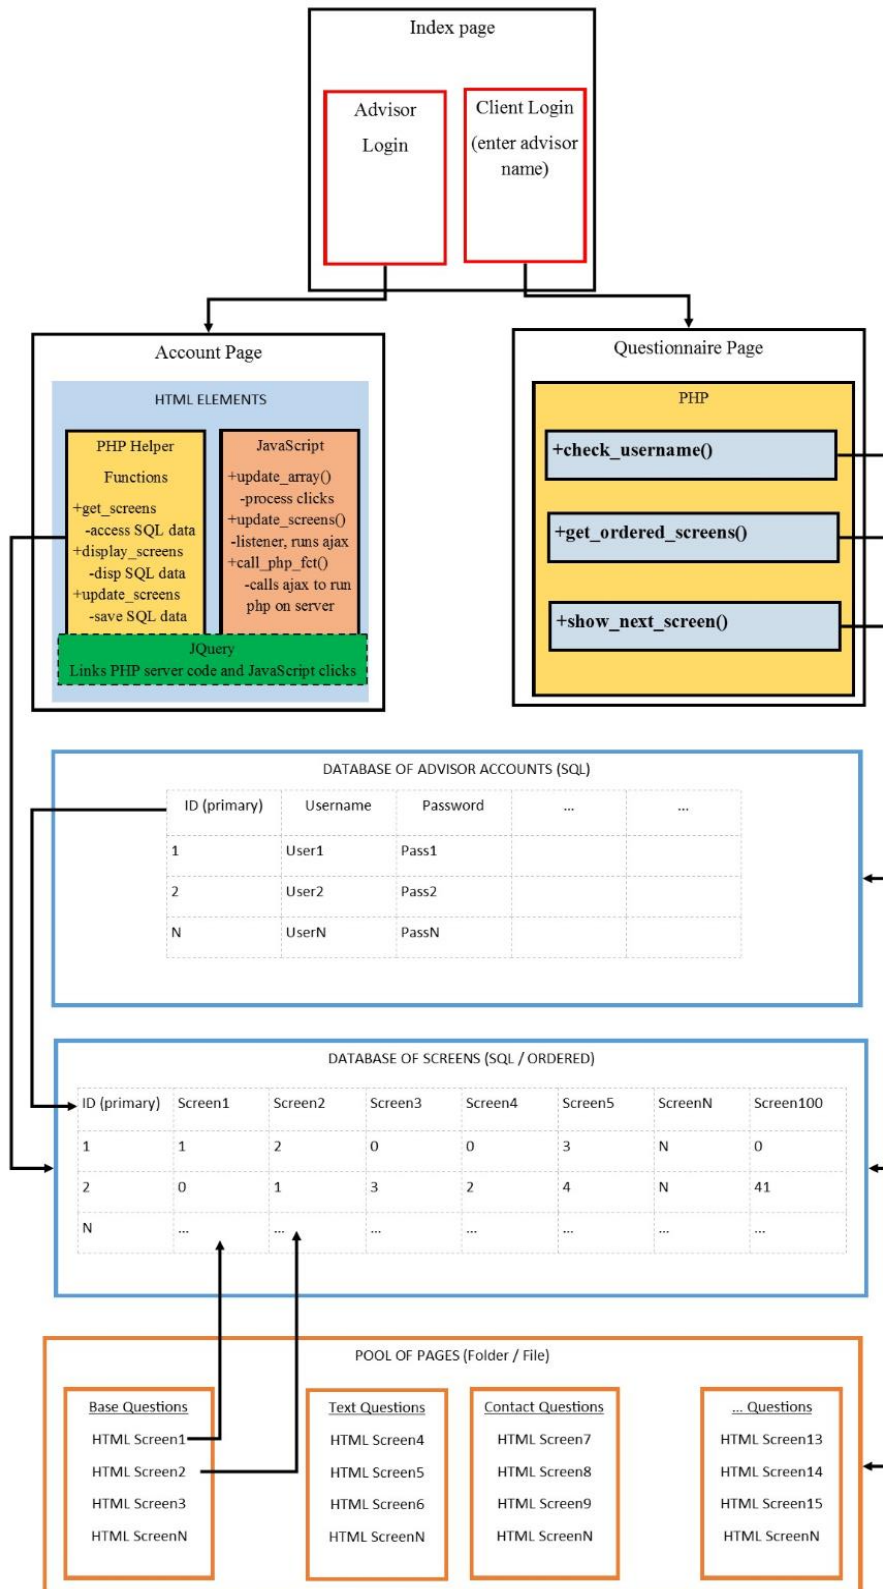 Index page
Advisor
Login
Client Login
(enter advisor
name)
Account Page
HTML ELEMENTS
PHP Helper
Functions
+get_screens
-access SQL data
+display_screens
-disp SQL data
+update_screens
-save SQL data
JavaScript
+update_array()
-process clicks
+update_screens()
-listener, runs ajax
+call_php_fct()
-calls ajax to run
php on server
JQuery
Links PHP server code and JavaScript clicks
Questionnaire Page
PHP
+check_username()
+get_ordered_screens()
+show_next_screen()
DATABASE OF ADVISOR ACCOUNTS (SQL)
ID (primary) Username Password ... ...
1 User1 Pass1
2 User2 Pass2
N UserN PassN
DATABASE OF SCREENS (SQL / ORDERED)
ID (primary) Screen1 Screen2 Screen3 Screen4 Screen5 ScreenN Screen100
1 1 2 0 0 3 N 0
2 0 1 3 2 4 N 41
N ... ... ... ... ... ... ...
POOL OF PAGES (Folder / File)
Base Questions
HTML Screen1
HTML Screen2
HTML Screen3
HTML ScreenN
Text Questions
HTML Screen4
HTML Screen5
HTML Screen6
HTML ScreenN
Contact Questions
HTML Screen7
HTML Screen8
HTML Screen9
HTML ScreenN
... Questions
HTML Screen13
HTML Screen14
HTML Screen15
HTML ScreenN